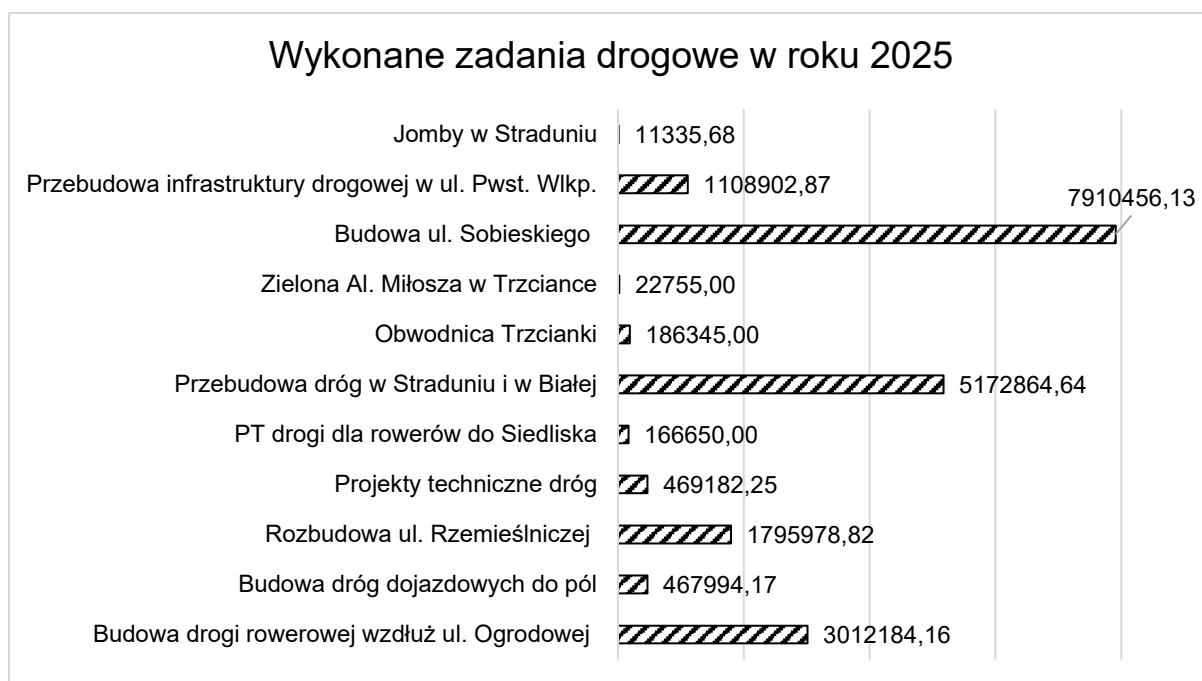 Wykonane zadania drogowe w roku 2025
Jomby w Straduniu 11335,68
Przebudowa infrastruktury drogowej w ul. Pwst. Wlkp. 1108902,87
Budowa ul. Sobieskiego 7910456,13
Zielona Al. Miłosza w Trzciance 22755,00
Obwodnica Trzcianki 186345,00
Przebudowa dróg w Straduniu i w Białej 5172864,64
PT drogi dla rowerów do Siedliska 166650,00
Projekty techniczne dróg 469182,25
Rozbudowa ul. Rzemieślniczej 1795978,82
Budowa dróg dojazdowych do pól 467994,17
Budowa drogi rowerowej wzdłuż ul. Ogrodowej 3012184,16